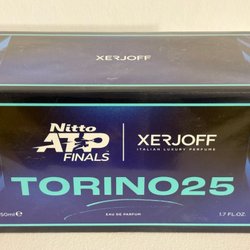 XERJOFF
Nitto
ATP
FINALS
XERJOFF
ITALIAN LUXURY PERFUME
TORINO25
50ml e
EAU DE PARFUM
1.7 FL.OZ